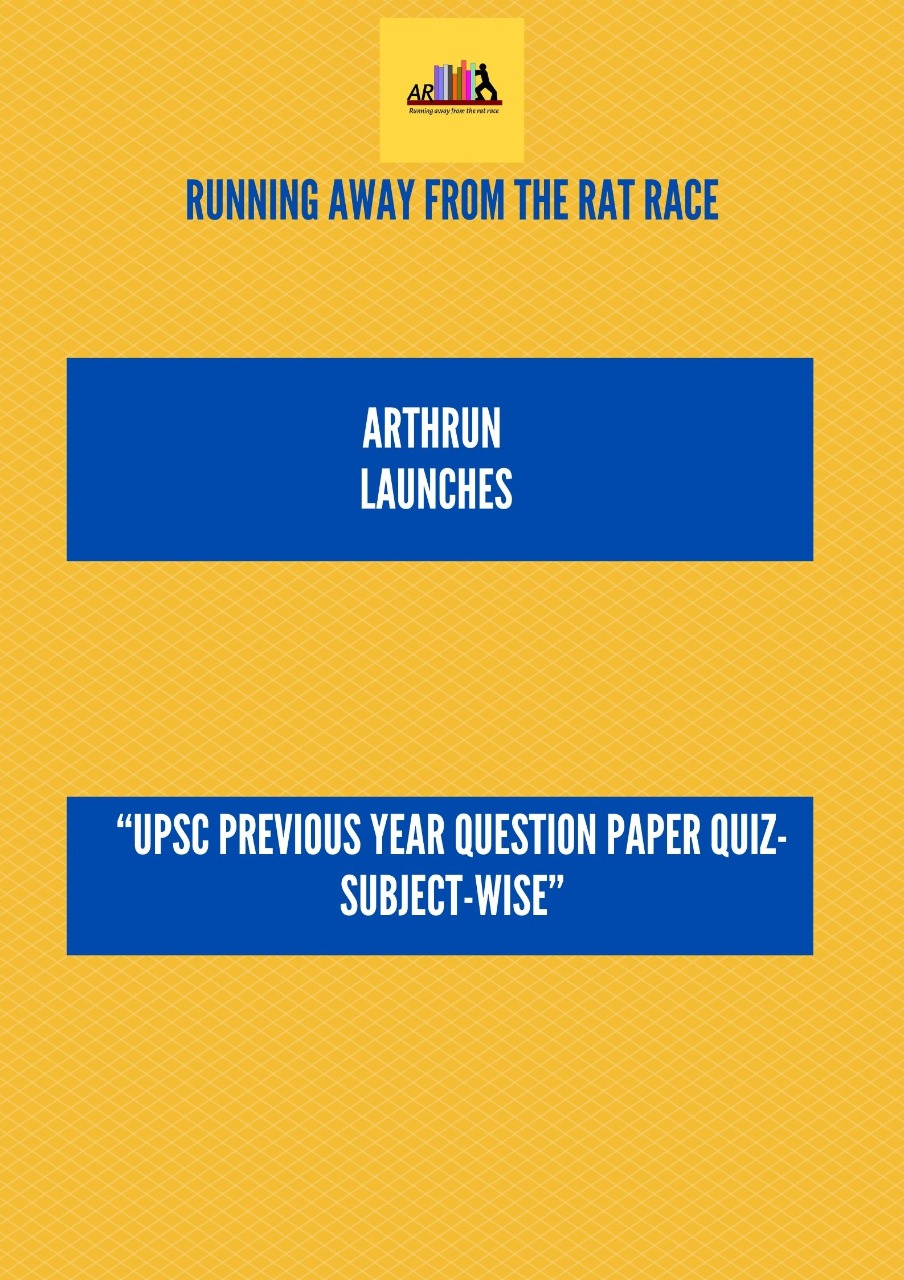 AR
Running away from the rat race
RUNNING AWAY FROM THE RAT RACE
ARTHRUN
LAUNCHES
“UPSC PREVIOUS YEAR QUESTION PAPER QUIZ-
SUBJECT-WISE”